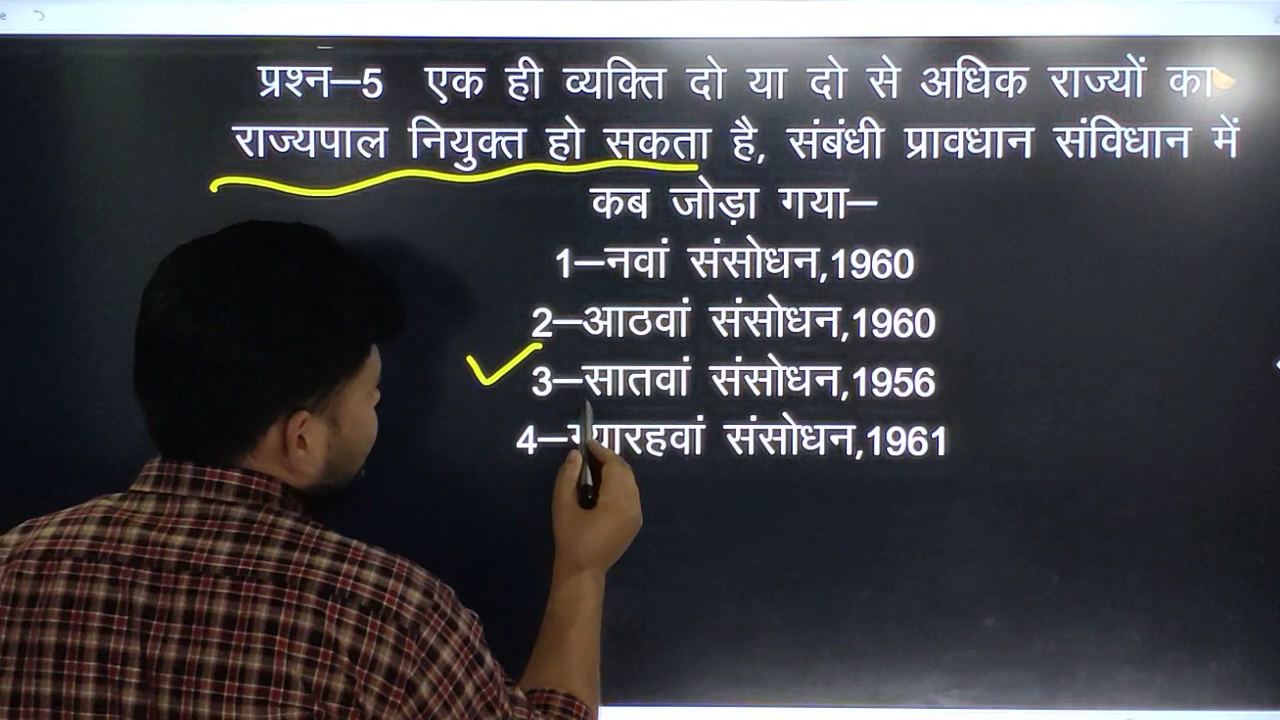 प्रश्न–5 एक ही व्यक्ति दो या दो से अधिक राज्यों का
राज्यपाल नियुक्त हो सकता है, संबंधी प्रावधान संविधान में
कब जोड़ा गया–
1–नवां संसोधन,1960
2–आठवां संसोधन,1960
3–सातवां संसोधन,1956
4–ग्यारहवां संसोधन,1961